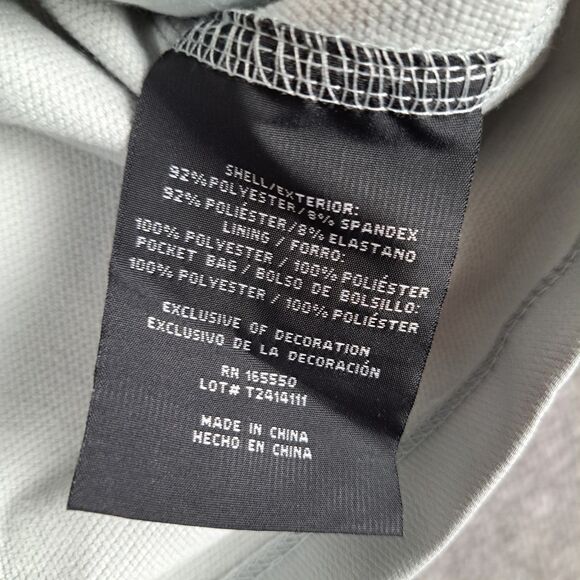 SHELL/EXTERIOR:
92% POLYESTER/8% SPANDEX
92% POLIÉSTER/8% ELASTANO
LINING / FORRO:
100% POLYESTER / 100% POLIÉSTER
POCKET BAG / BOLSO DE BOLSILLO:
100% POLYESTER / 100% POLIÉSTER
EXCLUSIVE OF DECORATION
EXCLUSIVO DE LA DECORACIÓN
RN 165550
LOT# T2414111
MADE IN CHINA
HECHO EN CHINA